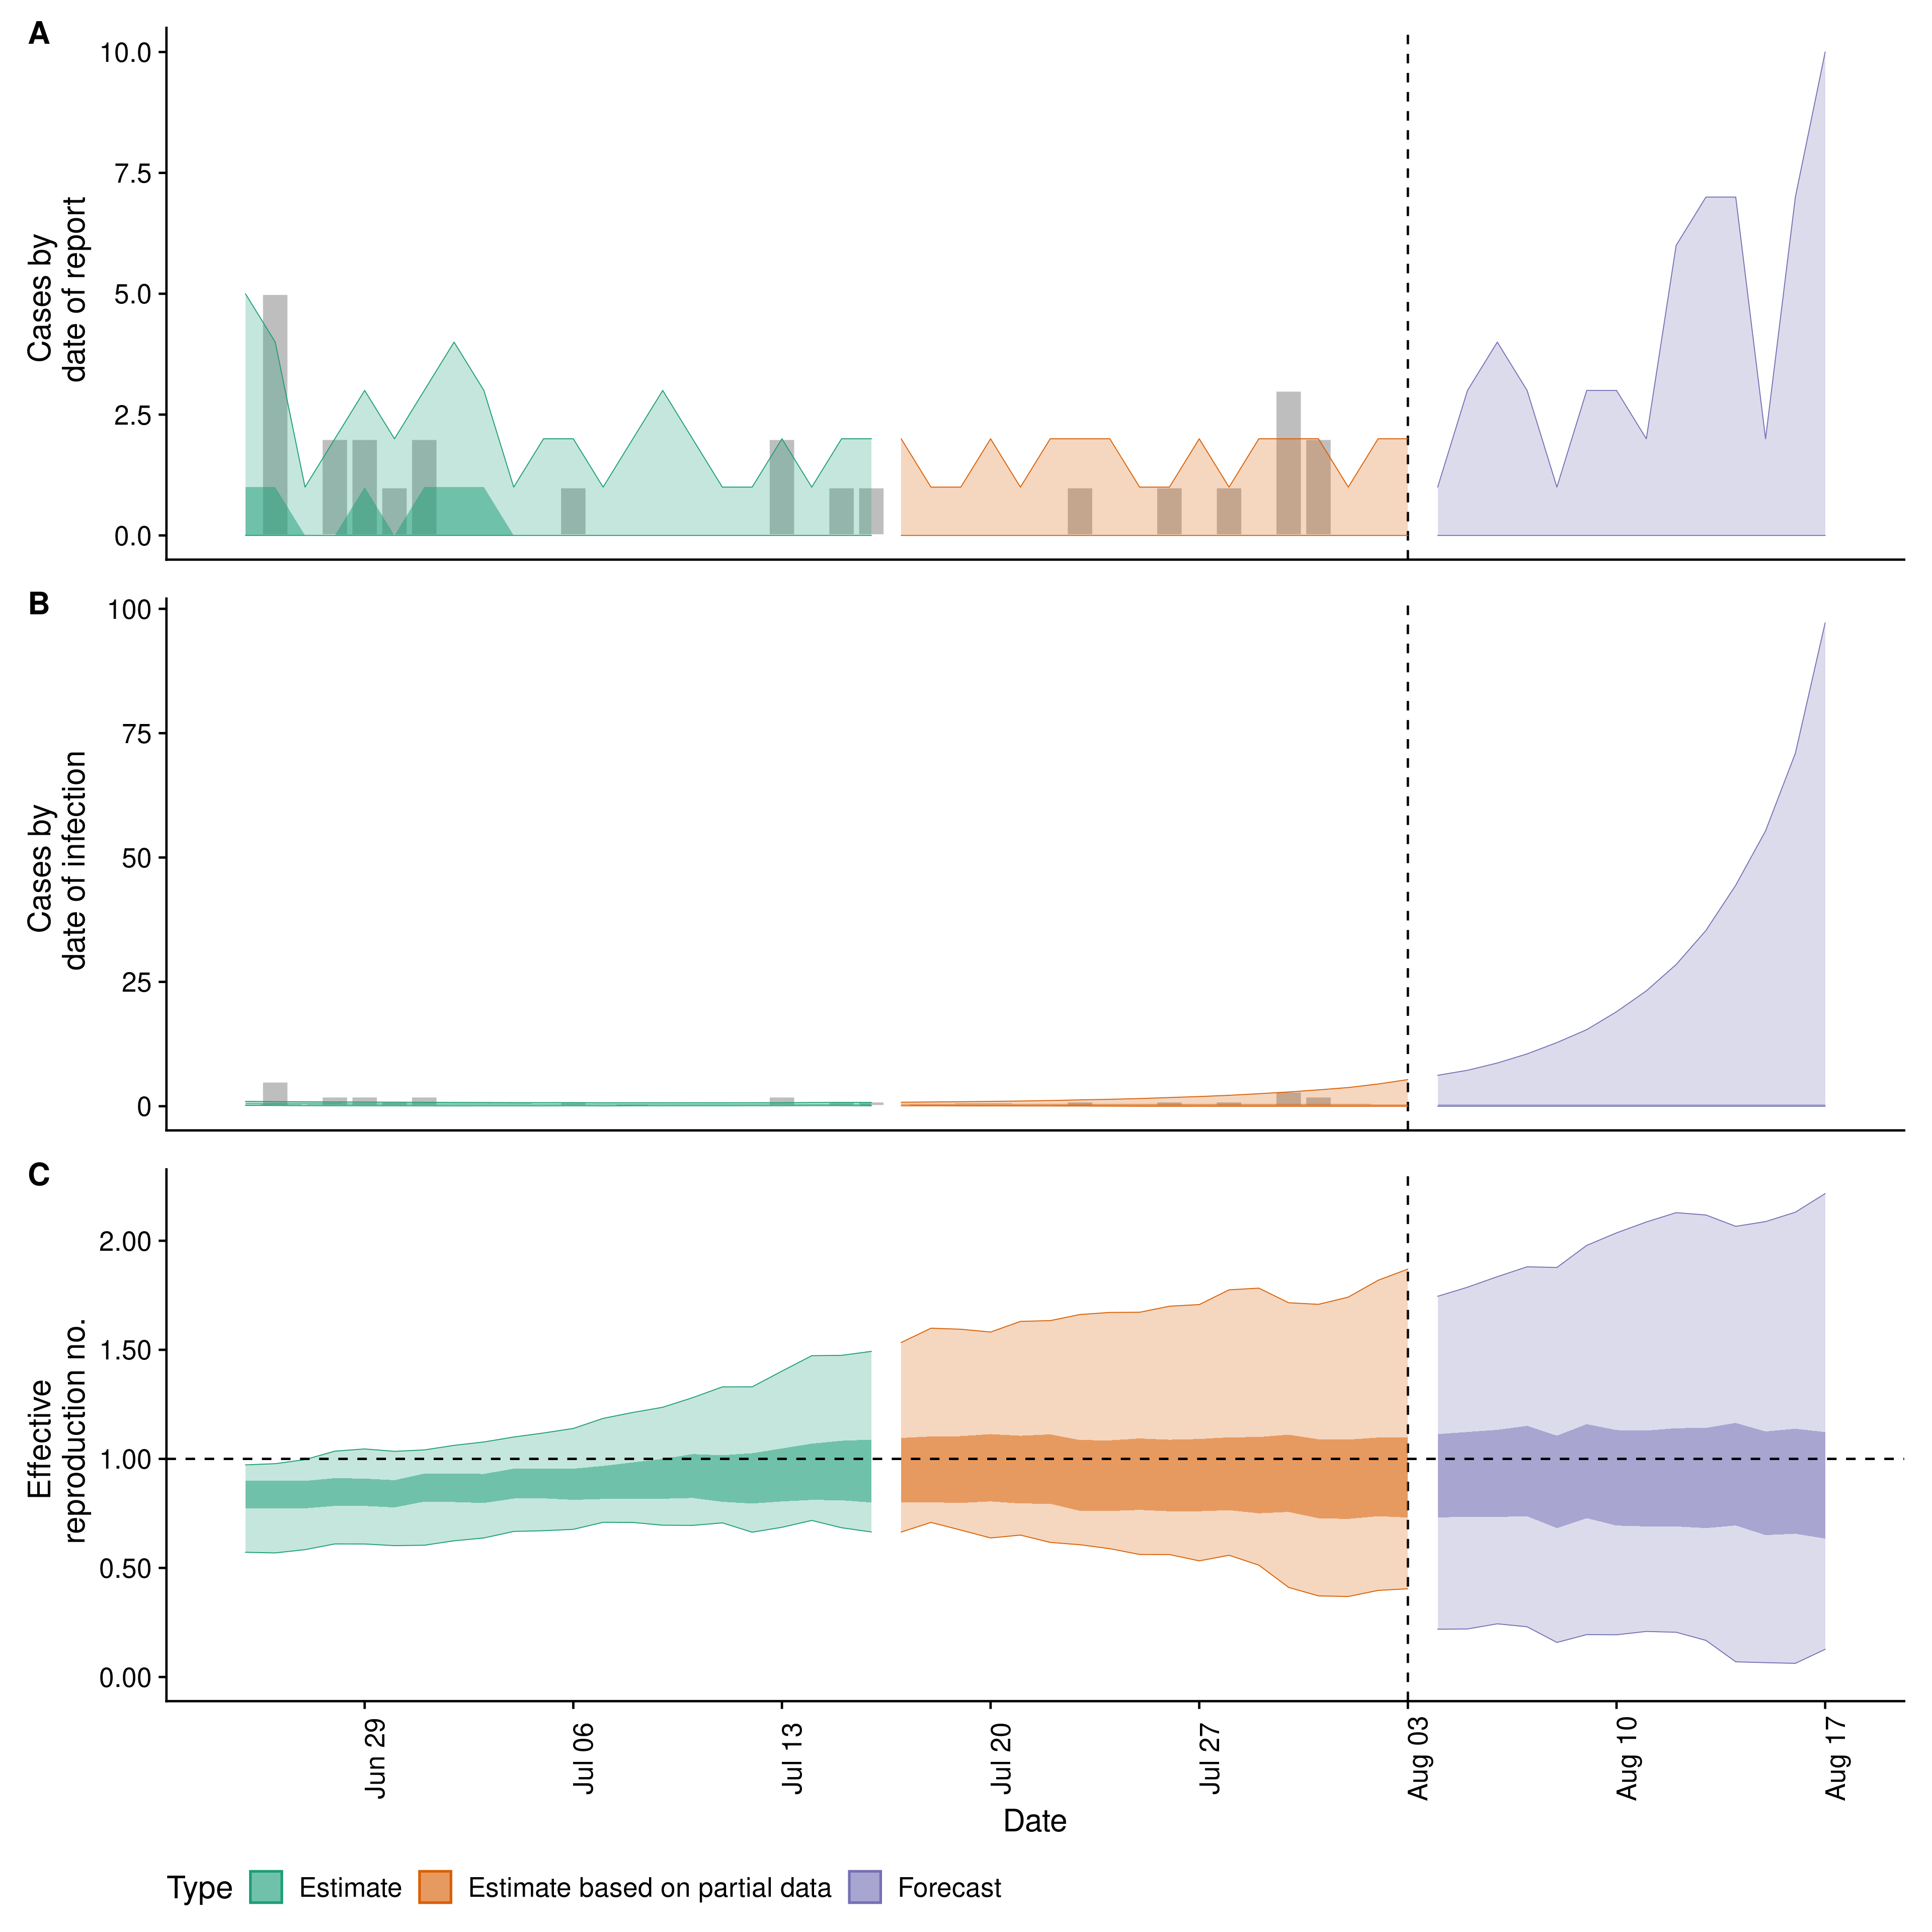 A
10.0
7.5
5.0
2.5
0.0
Cases by
date of report
B
100
75
50
25
0
Cases by
date of infection
C
2.00
1.50
1.00
0.50
0.00
Effective
reproduction no.
Jun 29
Jul 06
Jul 13
Jul 20
Jul 27
Aug 03
Aug 10
Aug 17
Date
Type Estimate Estimate based on partial data Forecast